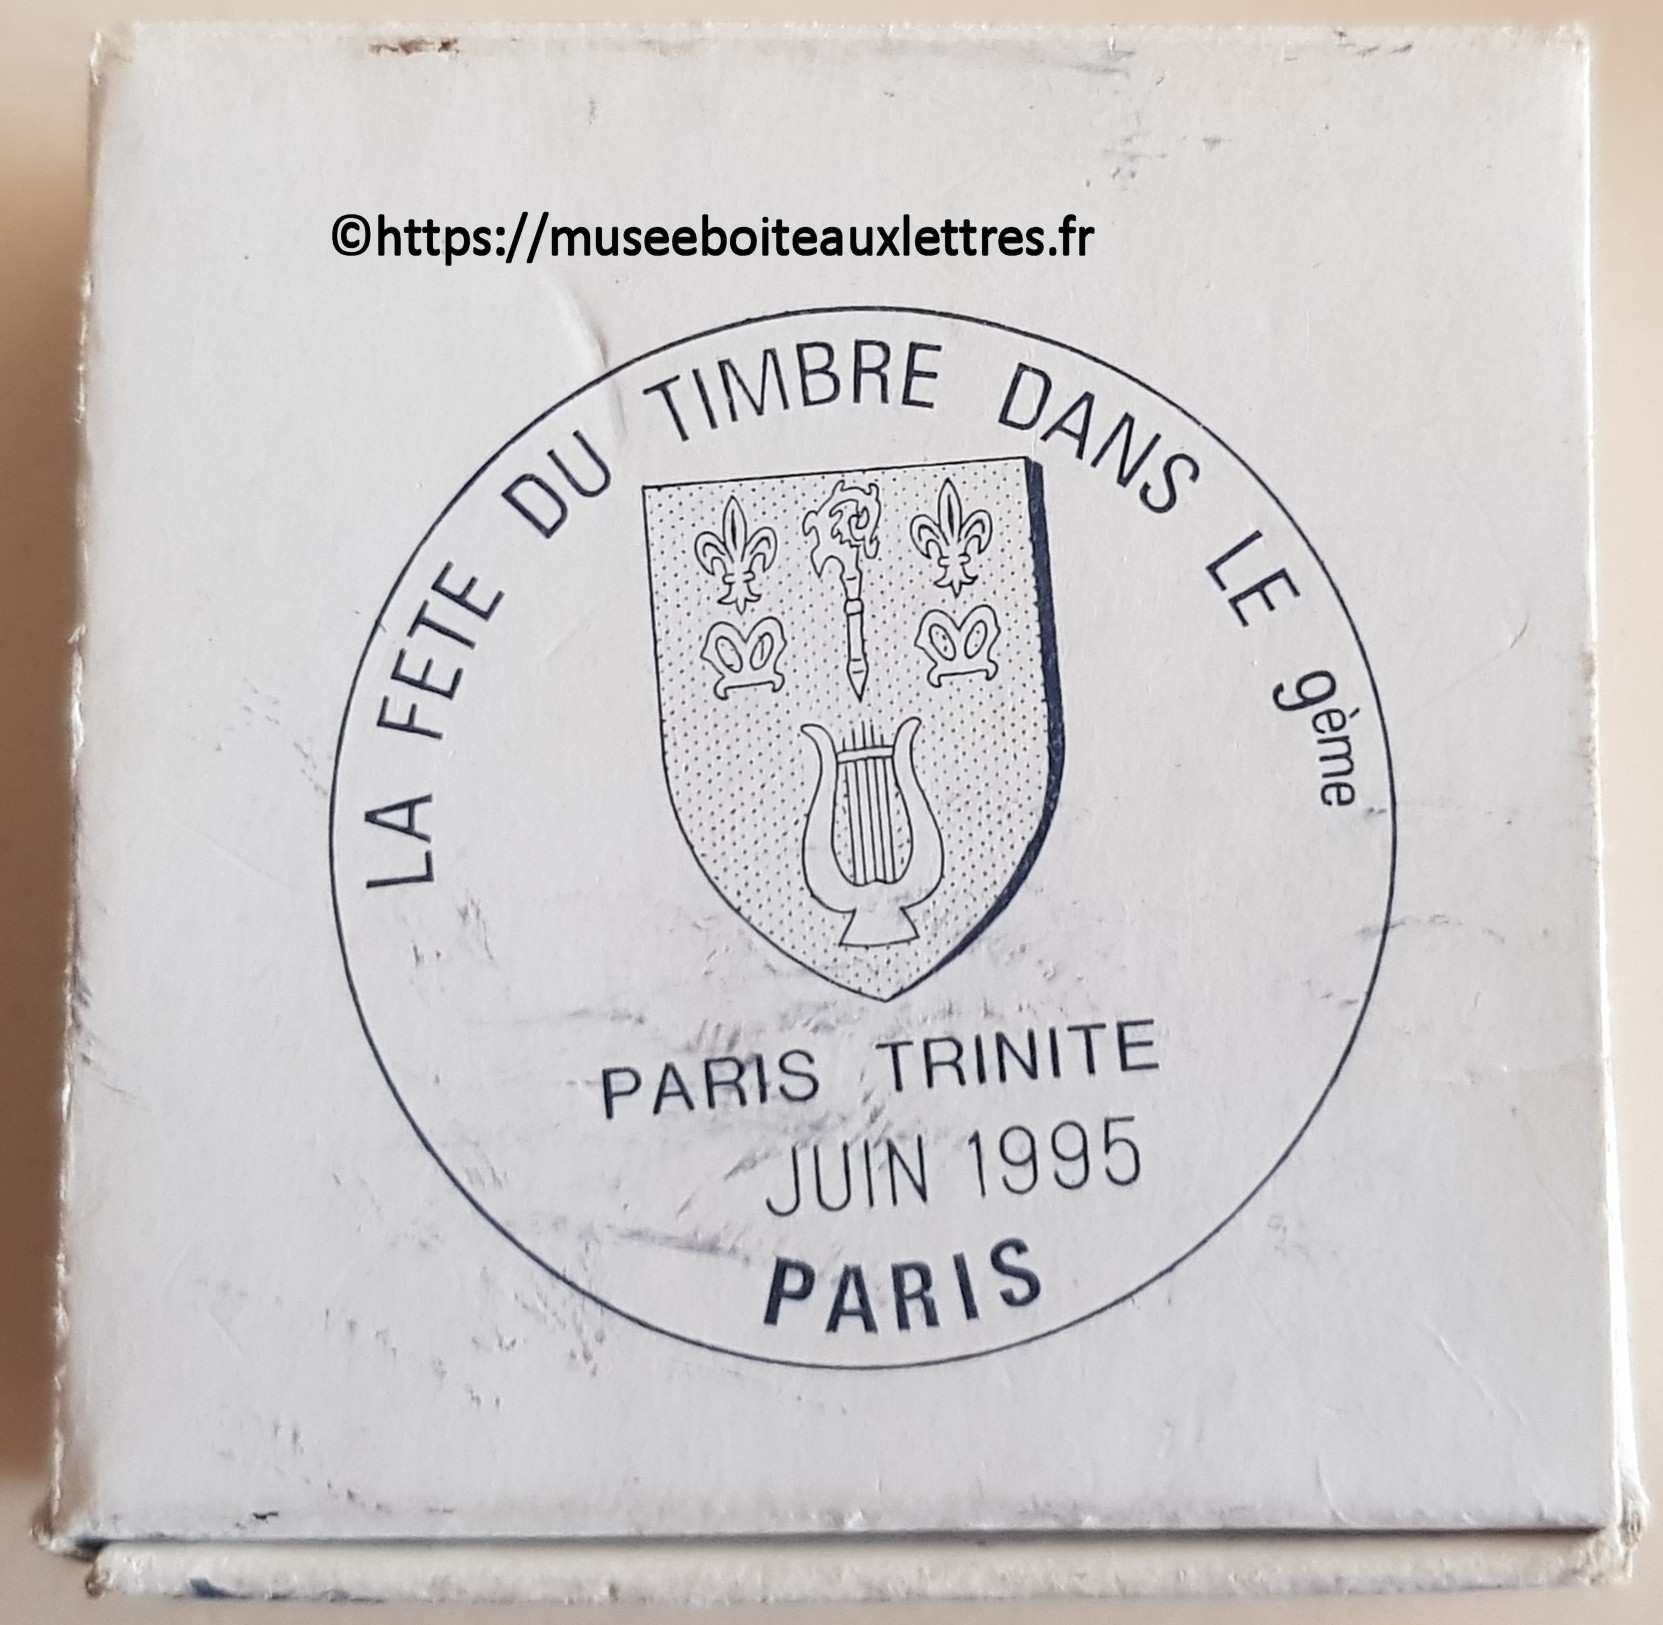 ©https://museeboiteauxlettres.fr
LA FETE DU TIMBRE DANS LE 9ème
PARIS TRINITE
JUIN 1995
PARIS